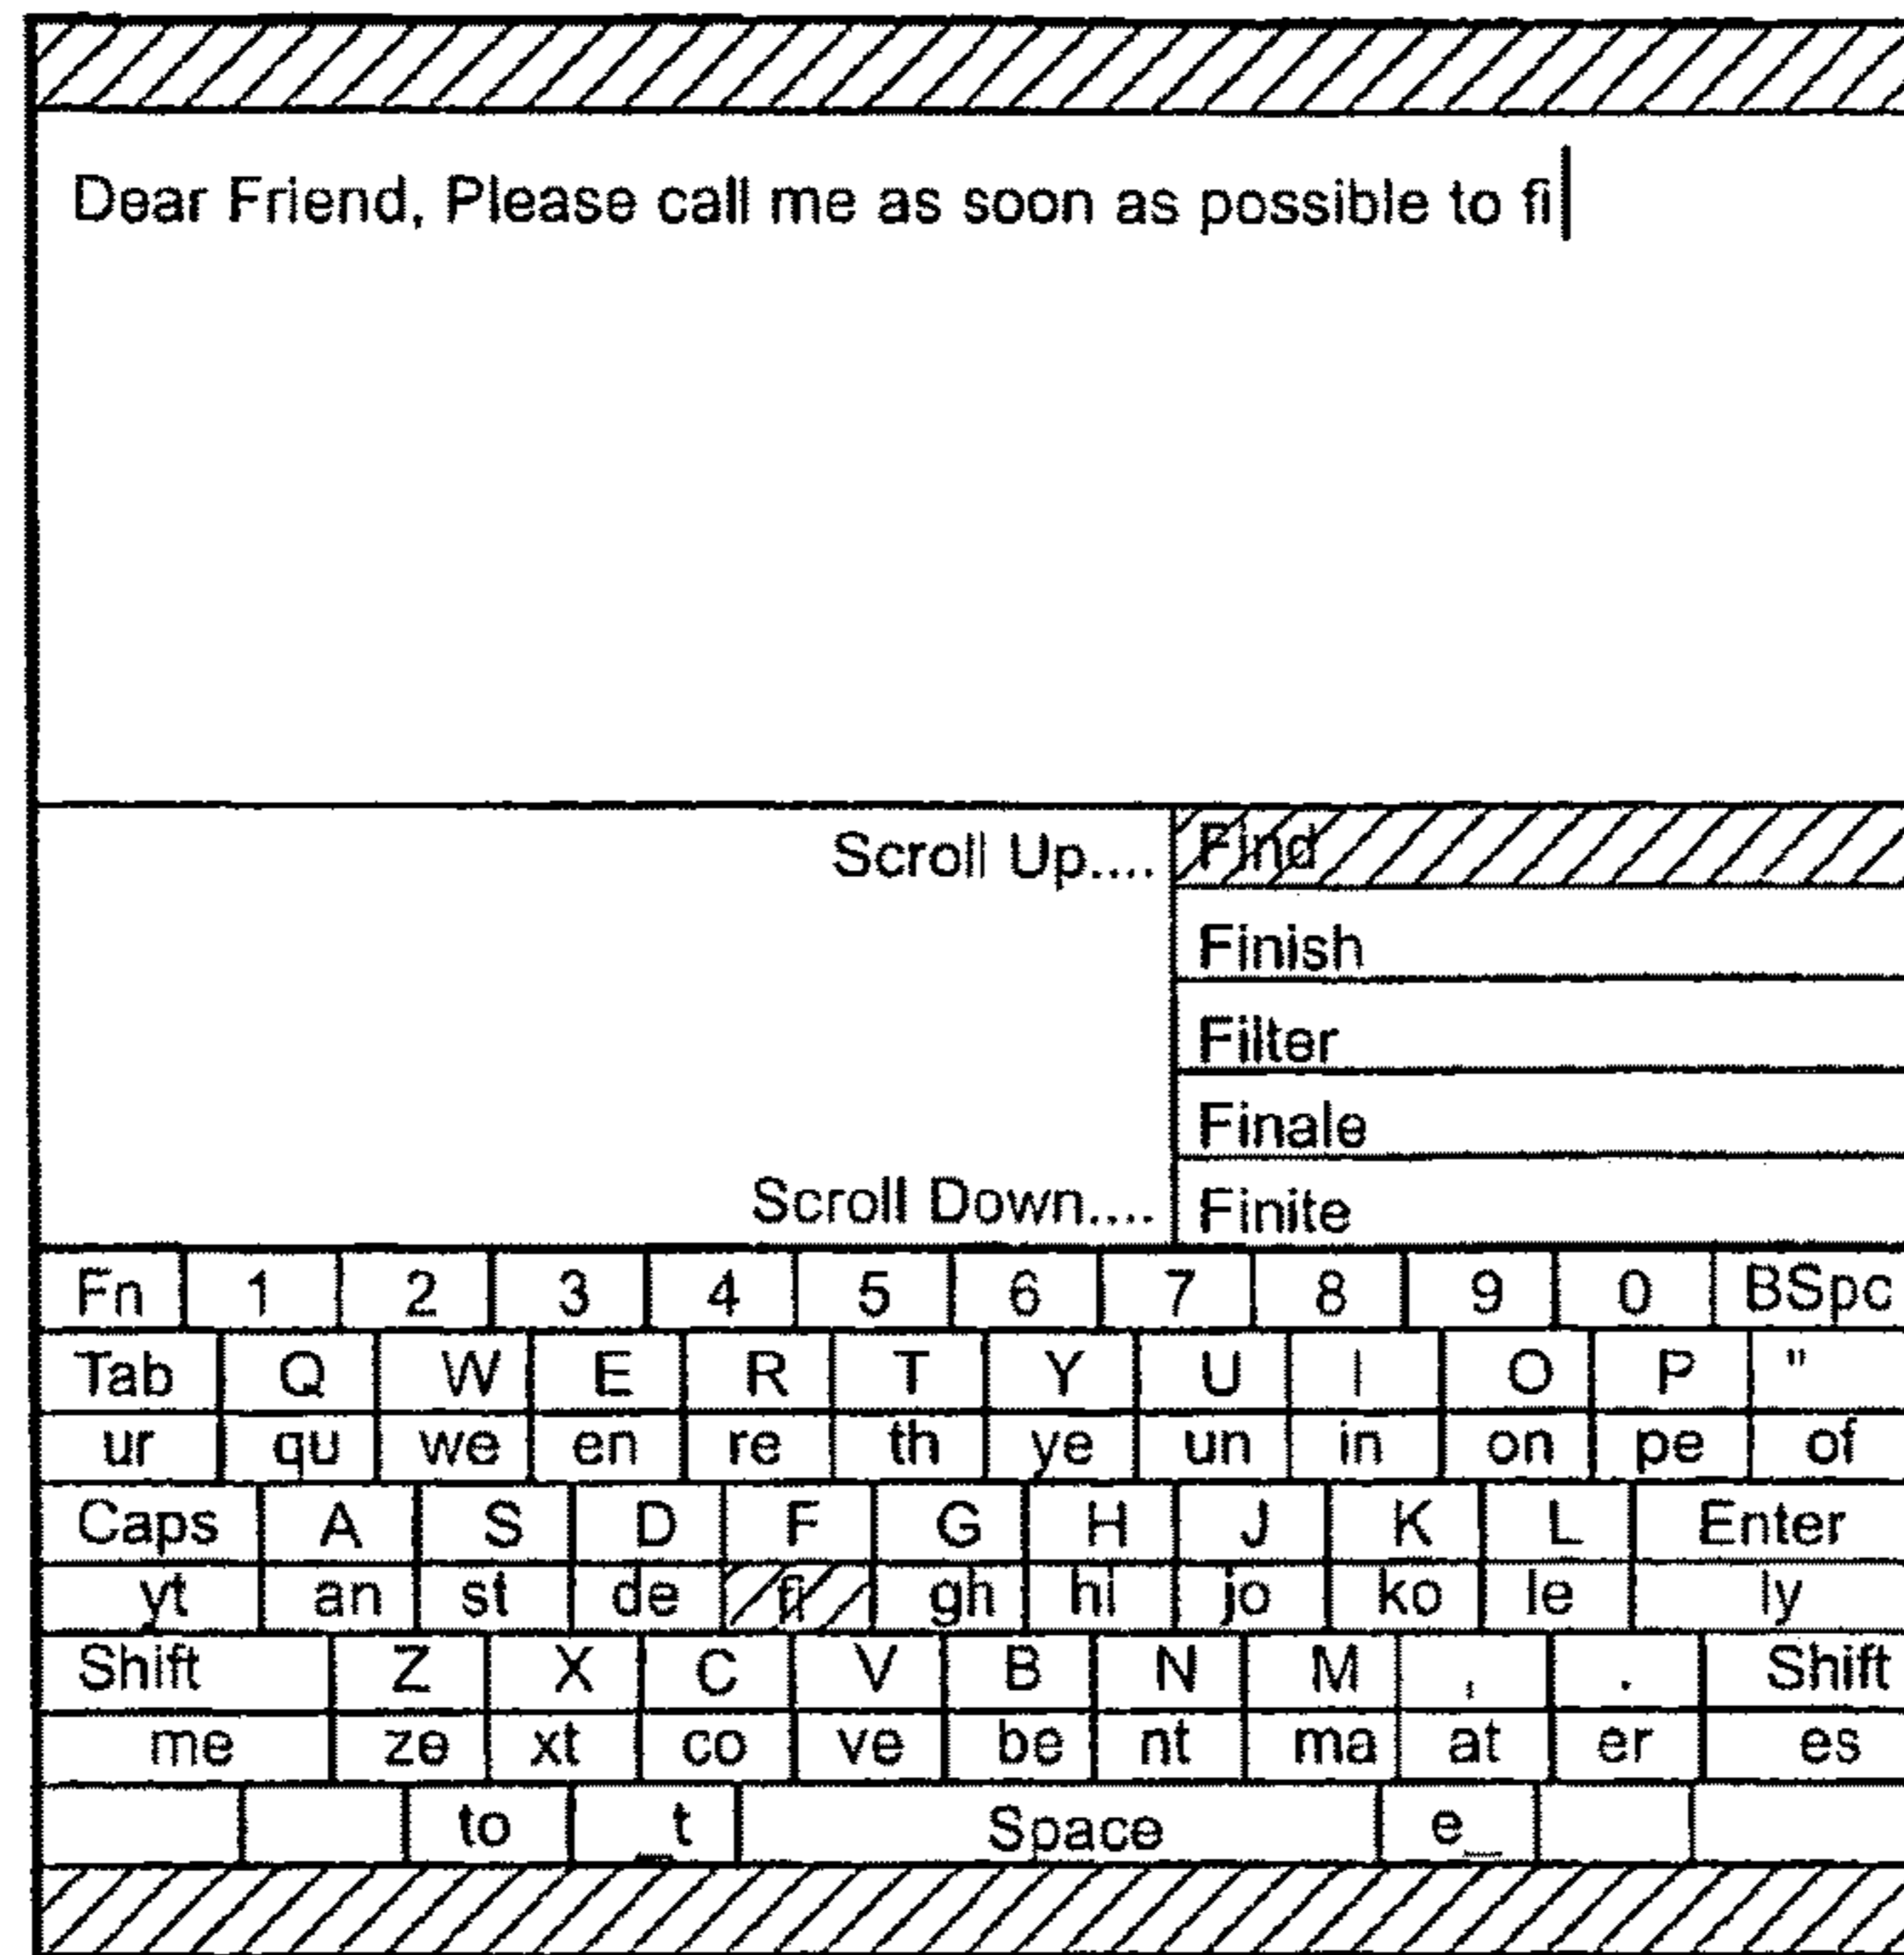 Dear Friend, Please call me as soon as possible to fi
Scroll Up.... Find
Finish
Filter
Finale
Scroll Down.... Finite
Fn 1 2 3 4 5 6 7 8 9 0 BSpc
Tab Q W E R T Y U I O P "
ur qu we en re th ye un in on pe of
Caps A S D F G H J K L Enter
yt an st de fi gh hi jo ko le ly
Shift Z X C V B N M , . Shift
me ze xt co ve be nt ma at er es
to _t Space e_